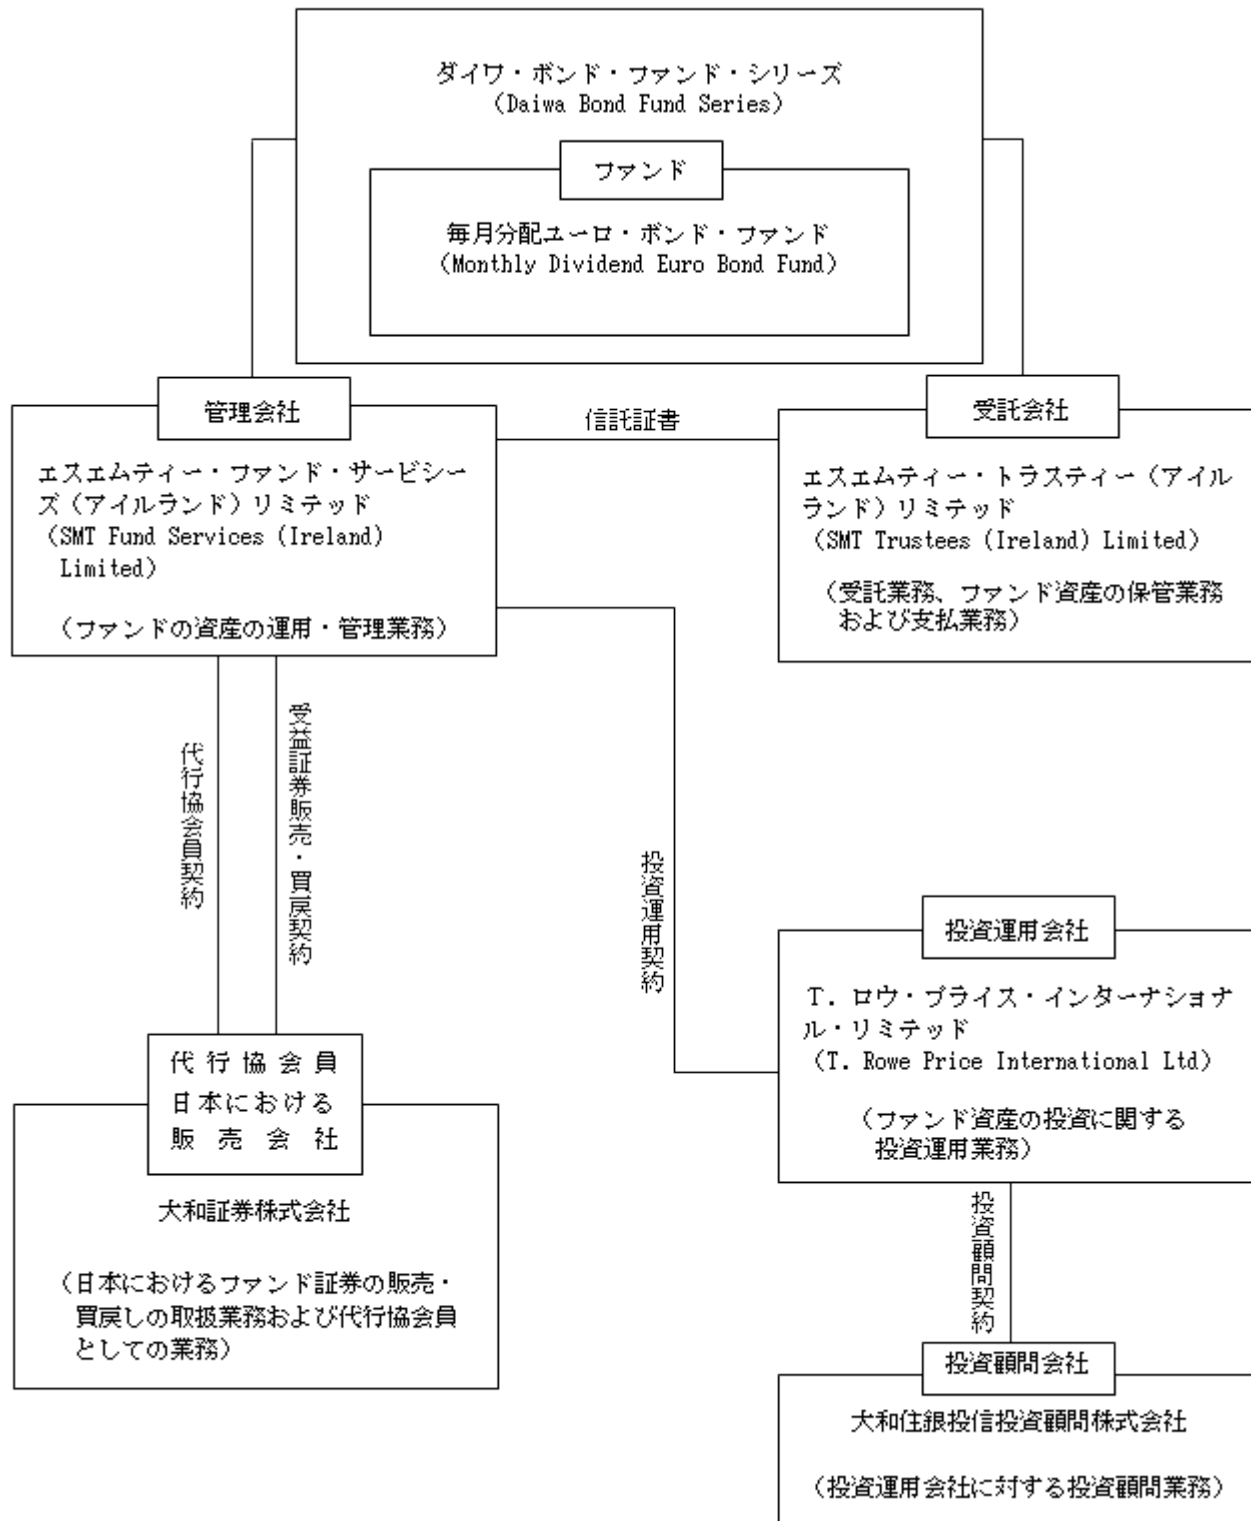 ダイワ・ボンド・ファンド・シリーズ
(Daiwa Bond Fund Series)
ファンド
毎月分配ユーロ・ボンド・ファンド
(Monthly Dividend Euro Bond Fund)
管理会社
エスエムティー・ファンド・サービシー
ズ（アイルランド）リミテッド
(SMT Fund Services (Ireland)
Limited)
（ファンドの資産の運用・管理業務）
信託証書
受託会社
エスエムティー・トラスティー（アイル
ランド）リミテッド
(SMT Trustees (Ireland) Limited)
（受託業務、ファンド資産の保管業務
および支払業務）
代行協会員契約
受益証券販売・買戻契約
投資運用契約
代行協会員
日本における
販売会社
大和証券株式会社
（日本におけるファンド証券の販売・
買戻しの取扱業務および代行協会員
としての業務）
投資運用会社
Ｔ．ロウ・プライス・インターナショナ
ル・リミテッド
(T. Rowe Price International Ltd)
（ファンド資産の投資に関する
投資運用業務）
投資顧問契約
投資顧問会社
大和住銀投信投資顧問株式会社
（投資運用会社に対する投資顧問業務）